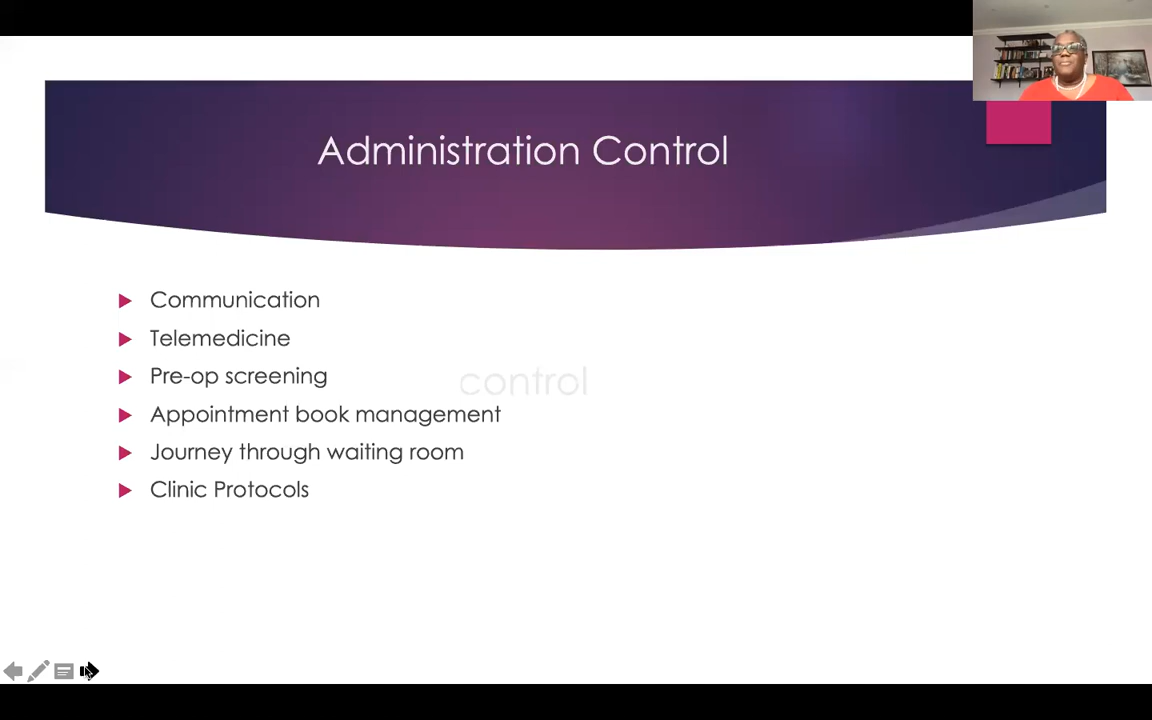 Administration Control
Communication
Telemedicine
Pre-op screening
control
Appointment book management
Journey through waiting room
Clinic Protocols